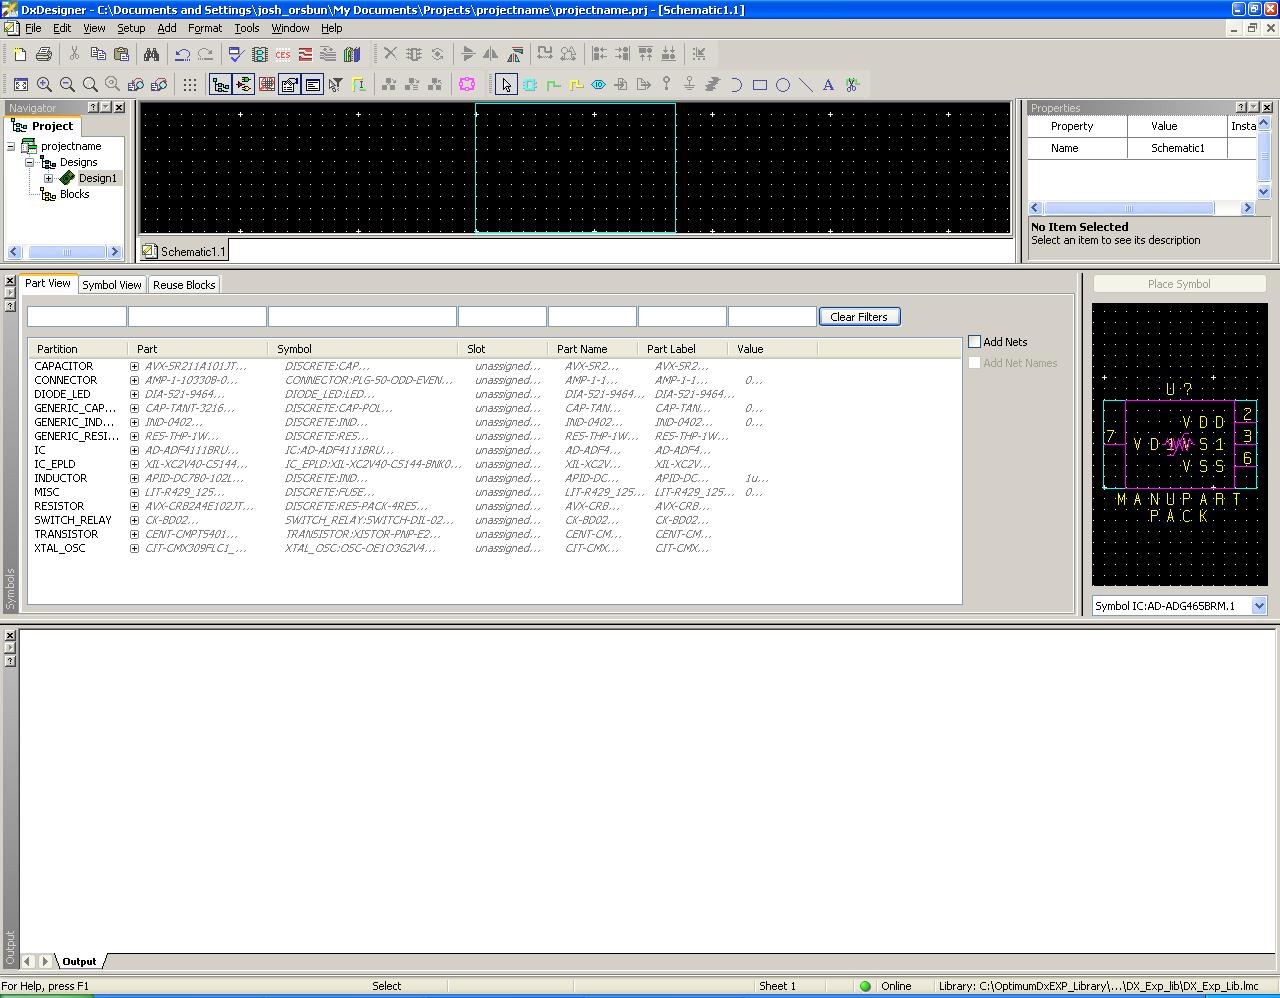 DxDesigner - C:\Documents and Settings\josh_orsbun\My Documents\Projects\projectname\projectname.prj - [Schematic1.1]
File Edit View Setup Add Format Tools Window Help
CES
A
Navigator
Project
projectname
Designs
Design1
Blocks
Schematic1.1
Properties
Property Value Insta
Name Schematic1
No Item Selected
Select an item to see its description
Part View Symbol View Reuse Blocks
Clear Filters
Partition Part Symbol Slot Part Name Part Label Value
CAPACITOR AVX-5R211A101JT... DISCRETE:CAP... unassigned... AVX-5R2... AVX-5R2...
CONNECTOR AMP-1-103308-0... CONNECTOR:PLG-50-ODD-EVEN... unassigned... AMP-1-1... AMP-1-1... 0...
DIODE_LED DIA-521-9464... DIODE_LED:LED... unassigned... DIA-521-9464... DIA-521-9464...
GENERIC_CAP... CAP-TANT-3216... DISCRETE:CAP-POL... unassigned... CAP-TAN... CAP-TAN... 0...
GENERIC_IND... IND-0402... DISCRETE:IND... unassigned... IND-0402... IND-0402... 0...
GENERIC_RESI... RES-THP-1W... DISCRETE:RES... unassigned... RES-THP-1W... RES-THP-1W...
IC AD-ADF4111BRU... IC:AD-ADF4111BRU... unassigned... AD-ADF4... AD-ADF4...
IC_EPLD XIL-XC2V40-CS144... IC_EPLD:XIL-XC2V40-CS144-BNK0... unassigned... XIL-XC2V... XIL-XC2V...
INDUCTOR APID-DC780-102L... DISCRETE:IND... unassigned... APID-DC... APID-DC... 1u...
MISC LIT-R429_125... DISCRETE:FUSE... unassigned... LIT-R429_125... LIT-R429_125... 0...
RESISTOR AVX-CRB2A4E102JT... DISCRETE:RES-PACK-4RES... unassigned... AVX-CRB... AVX-CRB...
SWITCH_RELAY CK-BD02... SWITCH_RELAY:SWITCH-DIL-02... unassigned... CK-BD02... CK-BD02...
TRANSISTOR CENT-CMPT5401... TRANSISTOR:XISTOR-PNP-E2... unassigned... CENT-CM... CENT-CM...
XTAL_OSC CIT-CMX309FLC1_... XTAL_OSC:OSC-OE1O3G2V4... unassigned... CIT-CMX... CIT-CMX...
Add Nets
Add Net Names
Symbols
Place Symbol
U?
VDD 2
7 3
VSS 6
MANUPART
PACK
Symbol IC:AD-ADG465BRM.1
Output
Output
For Help, press F1 Select Sheet 1 Online Library: C:\OptimumDxEXP_Library\...\DX_Exp_lib\DX_Exp_Lib.lmc